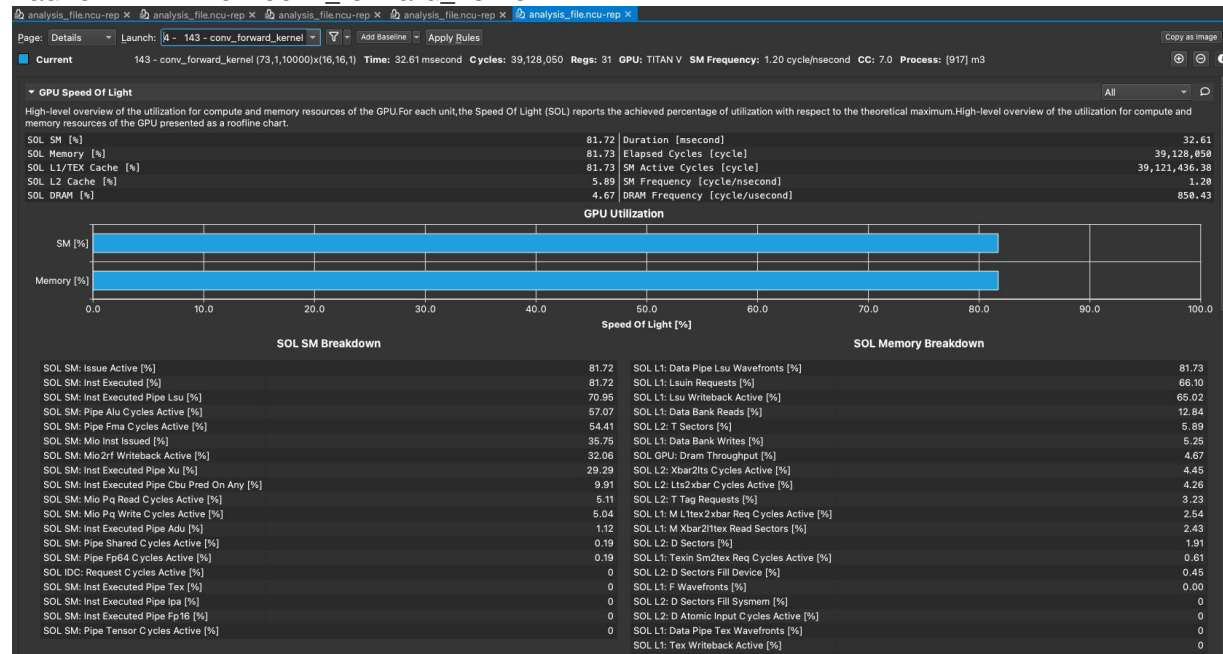 analysis_file.ncu-rep × analysis_file.ncu-rep × analysis_file.ncu-rep × analysis_file.ncu-rep × analysis_file.ncu-rep ×
Page: Details Launch: 4 - 143 - conv_forward_kernel Add Baseline Apply Rules Copy as Image
Current 143 - conv_forward_kernel (73,1,10000)x(16,16,1) Time: 32.61 msecond Cycles: 39,128,050 Regs: 31 GPU: TITAN V SM Frequency: 1.20 cycle/nsecond CC: 7.0 Process: [917] m3
GPU Speed Of Light All
High-level overview of the utilization for compute and memory resources of the GPU.For each unit,the Speed Of Light (SOL) reports the achieved percentage of utilization with respect to the theoretical maximum.High-level overview of the utilization for compute and
memory resources of the GPU presented as a roofline chart.
SOL SM [%] 81.72 Duration [msecond] 32.61
SOL Memory [%] 81.73 Elapsed Cycles [cycle] 39,128,050
SOL L1/TEX Cache [%] 81.73 SM Active Cycles [cycle] 39,121,436.38
SOL L2 Cache [%] 5.89 SM Frequency [cycle/nsecond] 1.20
SOL DRAM [%] 4.67 DRAM Frequency [cycle/usecond] 850.43
GPU Utilization
SM [%]
Memory [%]
0.0 10.0 20.0 30.0 40.0 50.0 60.0 70.0 80.0 90.0 100.0
Speed Of Light [%]
SOL SM Breakdown
SOL SM: Issue Active [%] 81.72
SOL SM: Inst Executed [%] 81.72
SOL SM: Inst Executed Pipe Lsu [%] 70.95
SOL SM: Pipe Alu Cycles Active [%] 57.07
SOL SM: Pipe Fma Cycles Active [%] 54.41
SOL SM: Mio Inst Issued [%] 35.75
SOL SM: Mio2rf Writeback Active [%] 32.06
SOL SM: Inst Executed Pipe Xu [%] 29.29
SOL SM: Inst Executed Pipe Cbu Pred On Any [%] 9.91
SOL SM: Mio Pq Read Cycles Active [%] 5.11
SOL SM: Mio Pq Write Cycles Active [%] 5.04
SOL SM: Inst Executed Pipe Adu [%] 1.12
SOL SM: Pipe Shared Cycles Active [%] 0.19
SOL SM: Pipe Fp64 Cycles Active [%] 0.19
SOL IDC: Request Cycles Active [%] 0
SOL SM: Inst Executed Pipe Tex [%] 0
SOL SM: Inst Executed Pipe Ipa [%] 0
SOL SM: Inst Executed Pipe Fp16 [%] 0
SOL SM: Pipe Tensor Cycles Active [%] 0
SOL Memory Breakdown
SOL L1: Data Pipe Lsu Wavefronts [%] 81.73
SOL L1: Lsuin Requests [%] 66.10
SOL L1: Lsu Writeback Active [%] 65.02
SOL L1: Data Bank Reads [%] 12.84
SOL L2: T Sectors [%] 5.89
SOL L1: Data Bank Writes [%] 5.25
SOL GPU: Dram Throughput [%] 4.67
SOL L2: Xbar2lts Cycles Active [%] 4.45
SOL L2: Lts2xbar Cycles Active [%] 4.26
SOL L2: T Tag Requests [%] 3.23
SOL L1: M L1tex2xbar Req Cycles Active [%] 2.54
SOL L1: M Xbar2l1tex Read Sectors [%] 2.43
SOL L2: D Sectors [%] 1.91
SOL L1: Texin Sm2tex Req Cycles Active [%] 0.61
SOL L2: D Sectors Fill Device [%] 0.45
SOL L1: F Wavefronts [%] 0.00
SOL L2: D Sectors Fill Sysmem [%] 0
SOL L2: D Atomic Input Cycles Active [%] 0
SOL L1: Data Pipe Tex Wavefronts [%] 0
SOL L1: Tex Writeback Active [%] 0